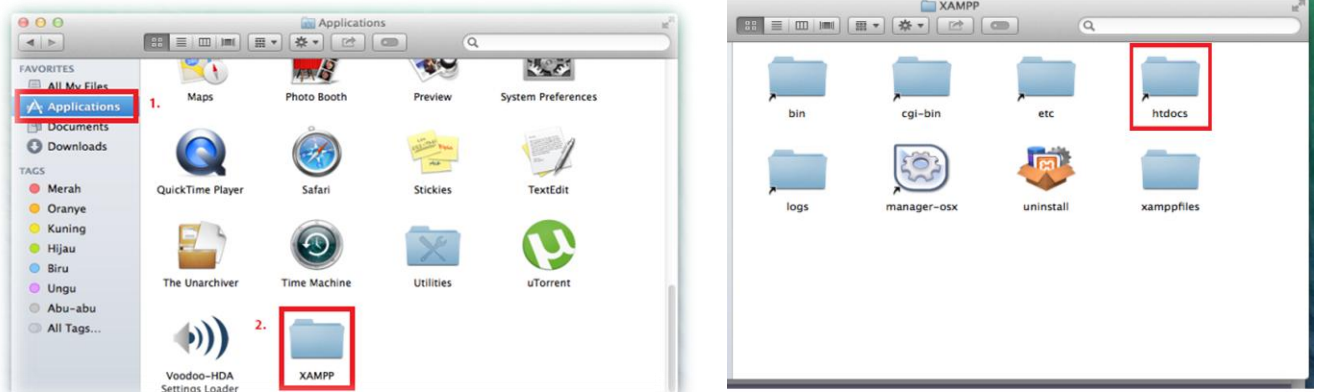 Applications
FAVORITES
All My Files
Applications
1.
Documents
Downloads
TAGS
Merah
Oranye
Kuning
Hijau
Biru
Ungu
Abu-abu
All Tags...
Maps
Photo Booth
Preview
System Preferences
QuickTime Player
Safari
Stickies
TextEdit
The Unarchiver
Time Machine
Utilities
uTorrent
2.
Voodoo-HDA
Settings Loader
XAMPP
XAMPP
bin
cgi-bin
etc
htdocs
logs
manager-osx
uninstall
xamppfiles